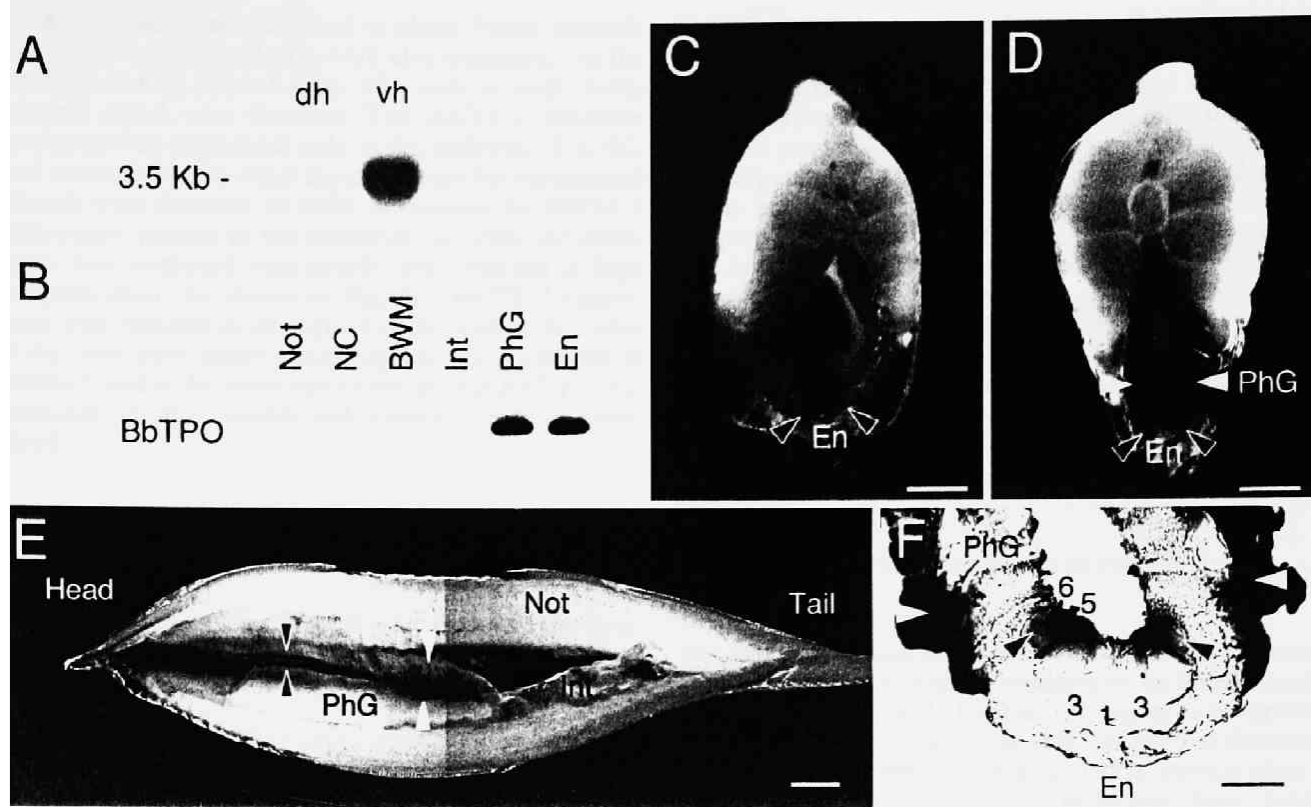 A
dh vh
3.5 Kb -
B
Not NC BWM Int PhG En
BbTPO
C
En
D
PhG
En
E
Head
Not
Tail
PhG
Int
F
PhG
6
5
3 1 3
En